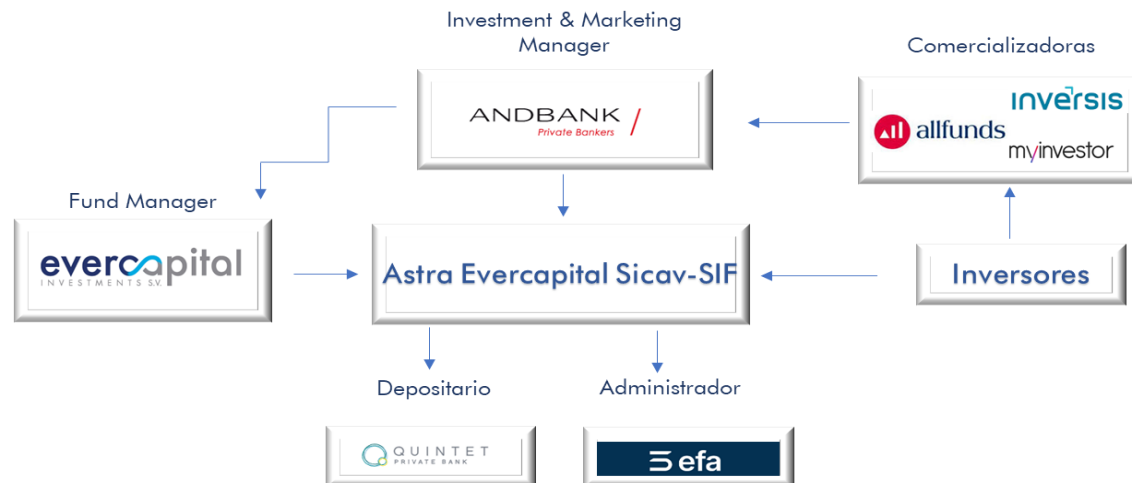 Investment & Marketing
Manager
Comercializadoras
ANDBANK
Private Bankers
inversis
allfunds
myinvestor
Fund Manager
evercapital
INVESTMENTS S.V.
Astra Evercapital Sicav-SIF
Inversores
Depositario
Administrador
QUINTET
PRIVATE BANK
efa